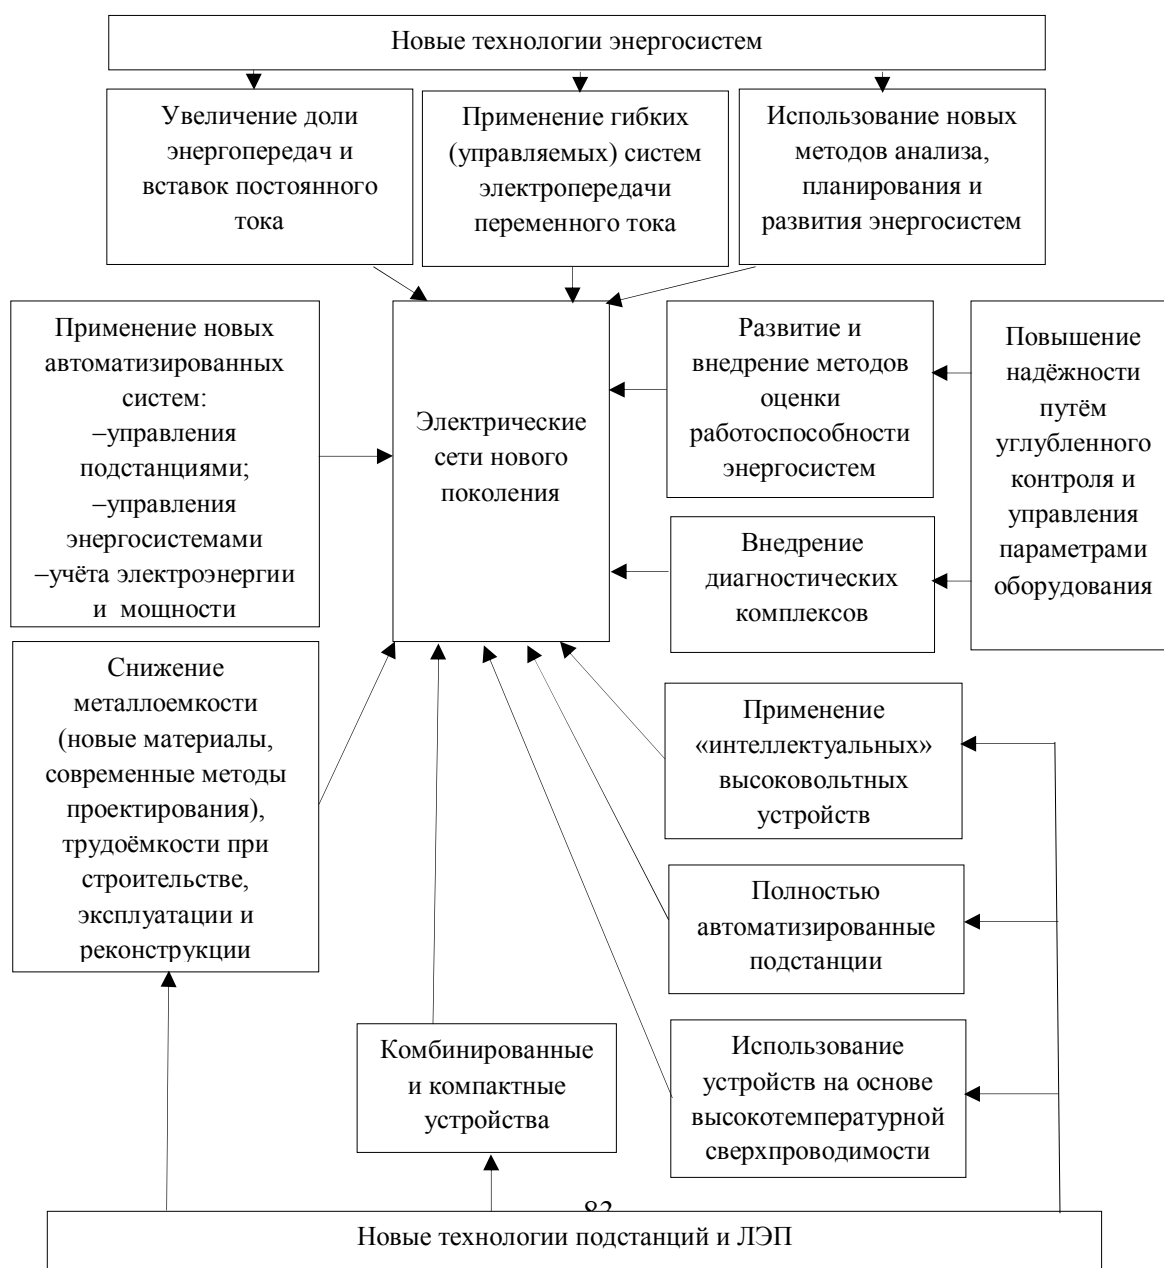 Новые технологии энергосистем
Увеличение доли
энергопередач и
вставок постоянного
тока
Применение гибких
(управляемых) систем
электропередачи
переменного тока
Использование новых
методов анализа,
планирования и
развития энергосистем
Применение новых
автоматизированных
систем:
–управления
подстанциями;
–управления
энергосистемами
–учёта электроэнергии
и мощности
Электрические
сети нового
поколения
Развитие и
внедрение методов
оценки
работоспособности
энергосистем
Повышение
надёжности
путём
углубленного
контроля и
управления
параметрами
оборудования
Внедрение
диагностических
комплексов
Снижение
металлоемкости
(новые материалы,
современные методы
проектирования),
трудоёмкости при
строительстве,
эксплуатации и
реконструкции
Применение
«интеллектуальных»
высоковольтных
устройств
Полностью
автоматизированные
подстанции
Комбинированные
и компактные
устройства
Использование
устройств на основе
высокотемпературной
сверхпроводимости
Новые технологии подстанций и ЛЭП